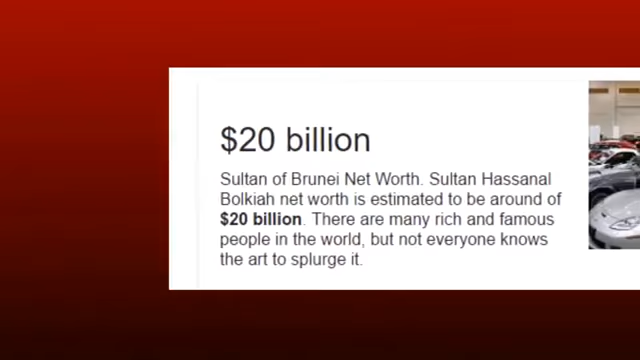 $20 billion
Sultan of Brunei Net Worth. Sultan Hassanal
Bolkiah net worth is estimated to be around of
$20 billion. There are many rich and famous
people in the world, but not everyone knows
the art to splurge it.